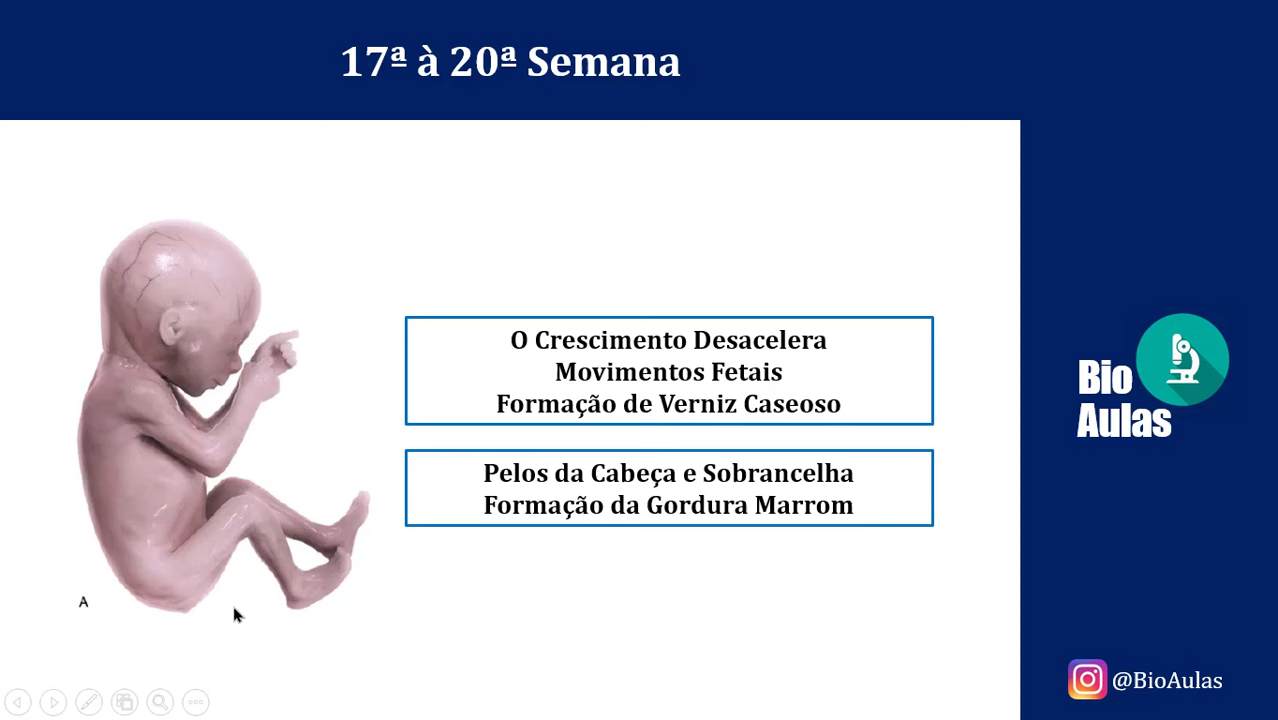 17ª à 20ª Semana
O Crescimento Desacelera
Movimentos Fetais
Formação de Verniz Caseoso
Pelos da Cabeça e Sobrancelha
Formação da Gordura Marrom
A
Bio
Aulas
@BioAulas